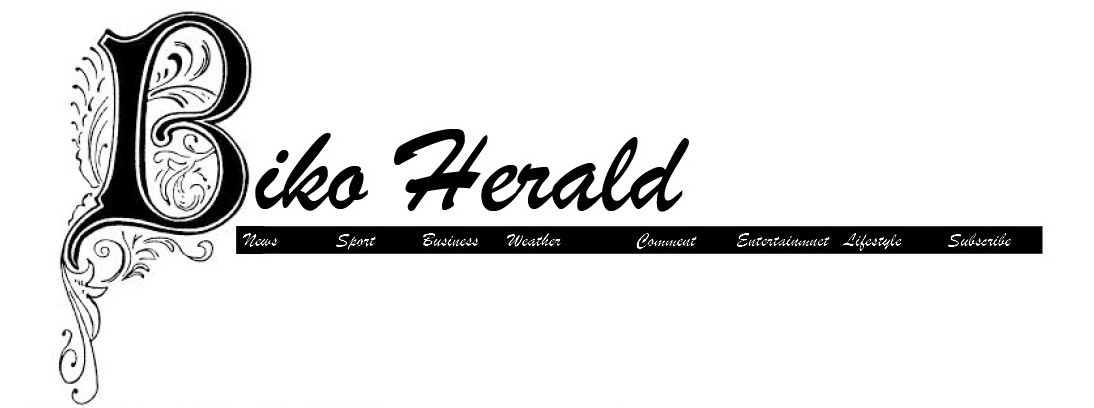 Biko Herald
News Sport Business Weather Comment Entertainmnet Lifestyle Subscribe